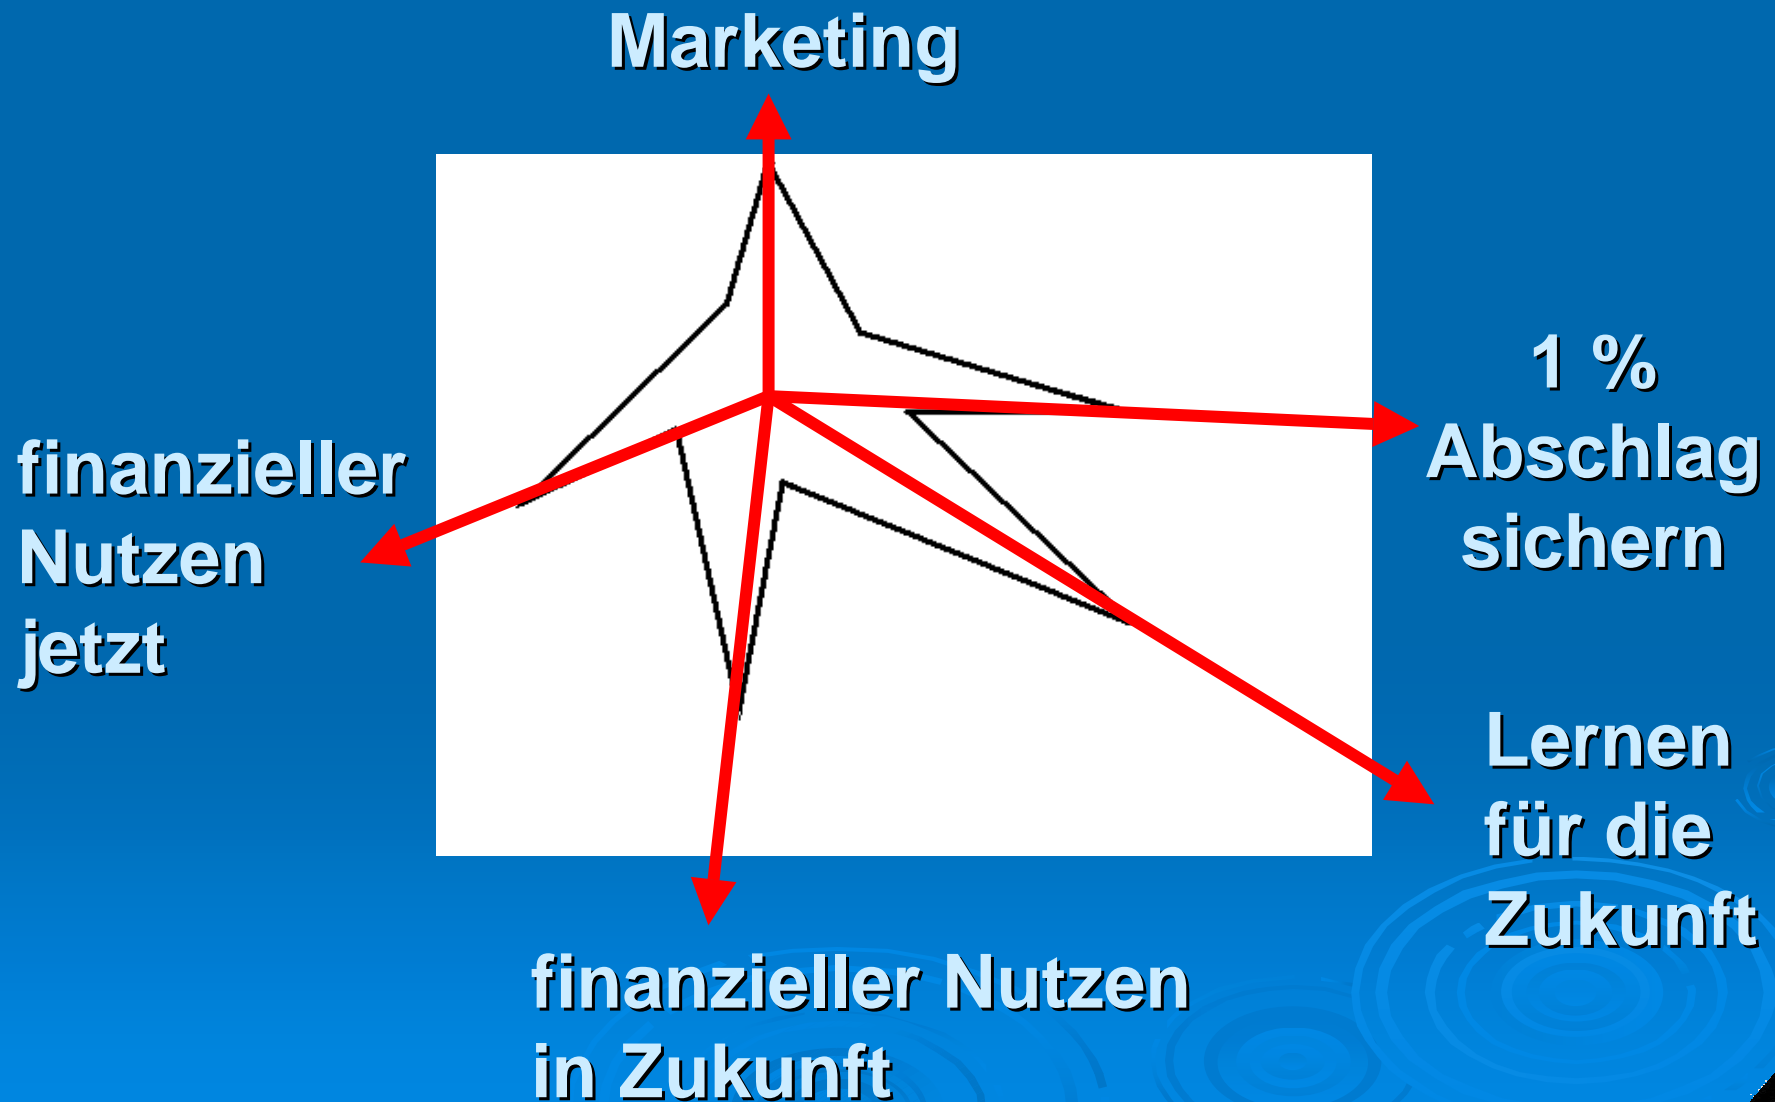 Marketing
1 %
Abschlag
sichern
finanzieller
Nutzen
jetzt
Lernen
für die
Zukunft
finanzieller Nutzen
in Zukunft